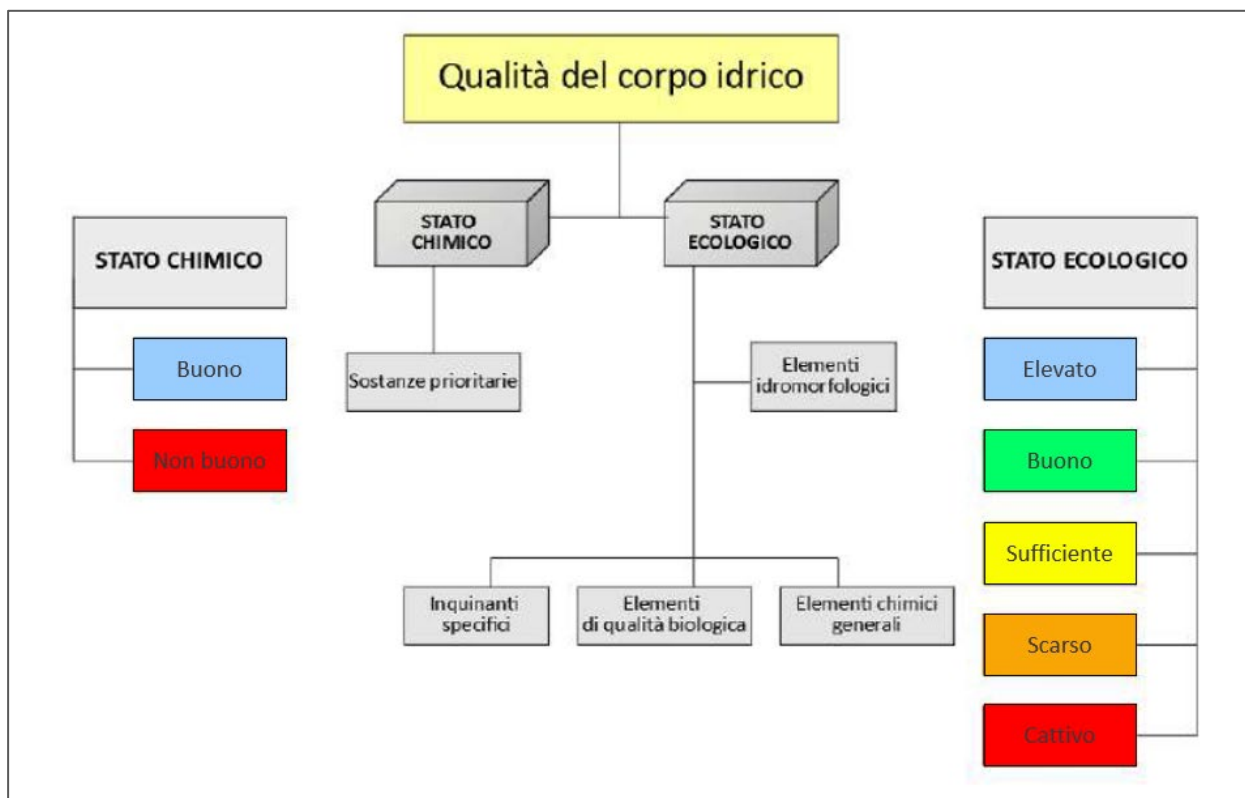 Qualità del corpo idrico
STATO
CHIMICO
STATO
ECOLOGICO
STATO CHIMICO
Buono
Non buono
Sostanze prioritarie
Elementi
idromorfologici
Inquinanti
specifici
Elementi
di qualità biologica
Elementi chimici
generali
STATO ECOLOGICO
Elevato
Buono
Sufficiente
Scarso
Cattivo